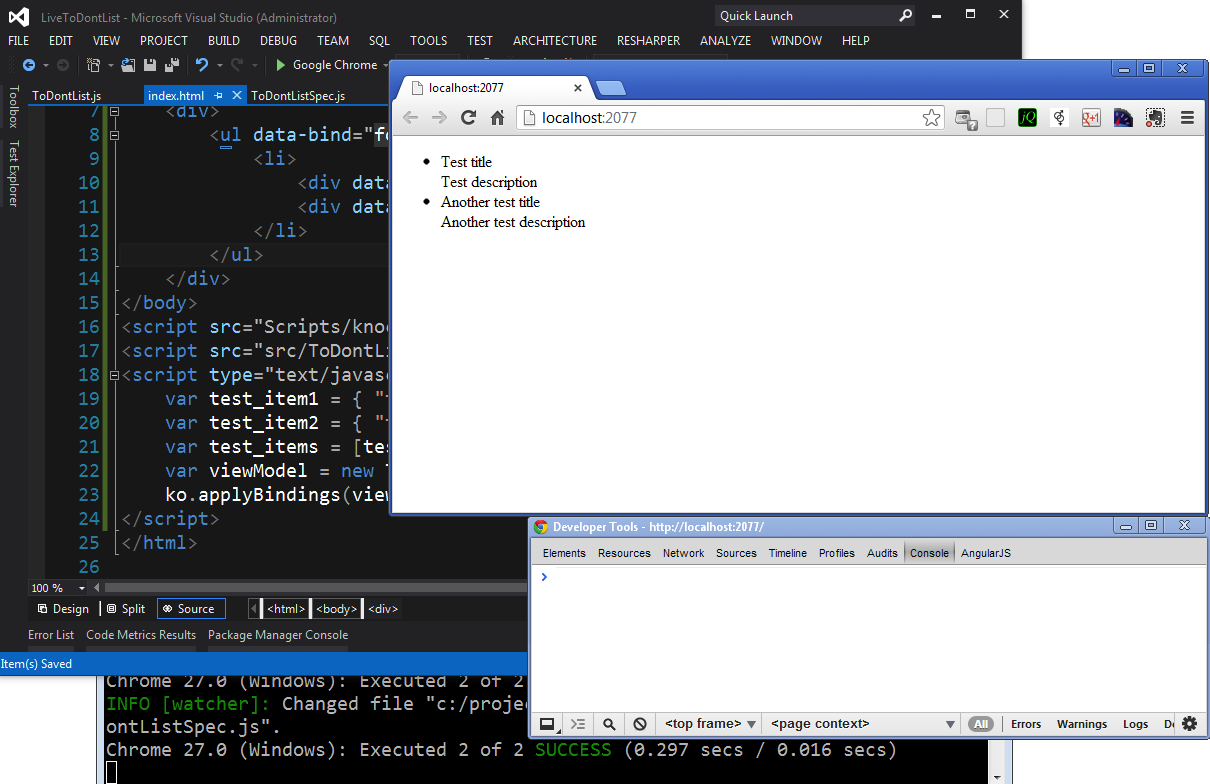 LiveToDontList - Microsoft Visual Studio (Administrator)
Quick Launch
FILE EDIT VIEW PROJECT BUILD DEBUG TEAM SQL TOOLS TEST ARCHITECTURE RESHARPER ANALYZE WINDOW HELP
Google Chrome
Toolbox
Test Explorer
ToDontList.js index.html ToDontListSpec.js
7 <div>
8 <ul data-bind="fo
9 <li>
10 <div data
11 <div data
12 </li>
13 </ul>
14 </div>
15 </body>
16 <script src="Scripts/knoc
17 <script src="src/ToDontLi
18 <script type="text/javasc
19 var test_item1 = { "t
20 var test_item2 = { "t
21 var test_items = [tes
22 var viewModel = new T
23 ko.applyBindings(view
24 </script>
25 </html>
26
100 %
Design Split Source <html> <body> <div>
Error List Code Metrics Results Package Manager Console
Item(s) Saved
localhost:2077
localhost:2077
jQ
g+1
Test title
Test description
Another test title
Another test description
Developer Tools - http://localhost:2077/
Elements Resources Network Sources Timeline Profiles Audits Console AngularJS
>
<top frame> <page context> All Errors Warnings Logs De
Chrome 27.0 (Windows): Executed 2 of 2
INFO [watcher]: Changed file "c:/projec
ontListSpec.js".
Chrome 27.0 (Windows): Executed 2 of 2 SUCCESS (0.297 secs / 0.016 secs)